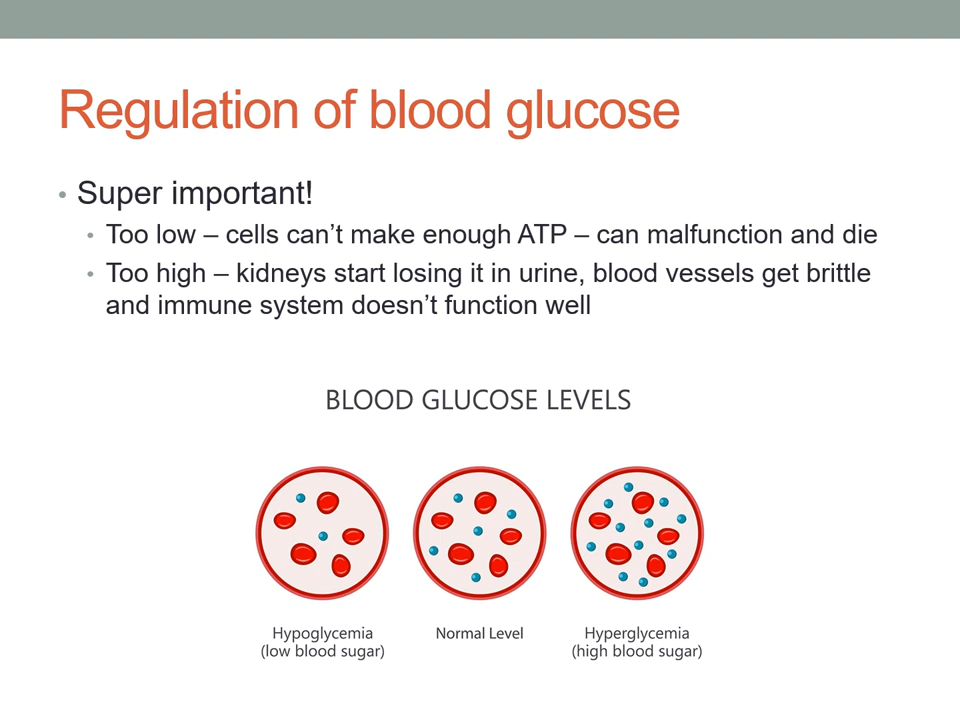 Regulation of blood glucose
• Super important!
• Too low – cells can’t make enough ATP – can malfunction and die
• Too high – kidneys start losing it in urine, blood vessels get brittle
and immune system doesn’t function well
BLOOD GLUCOSE LEVELS
Hypoglycemia
(low blood sugar)
Normal Level
Hyperglycemia
(high blood sugar)